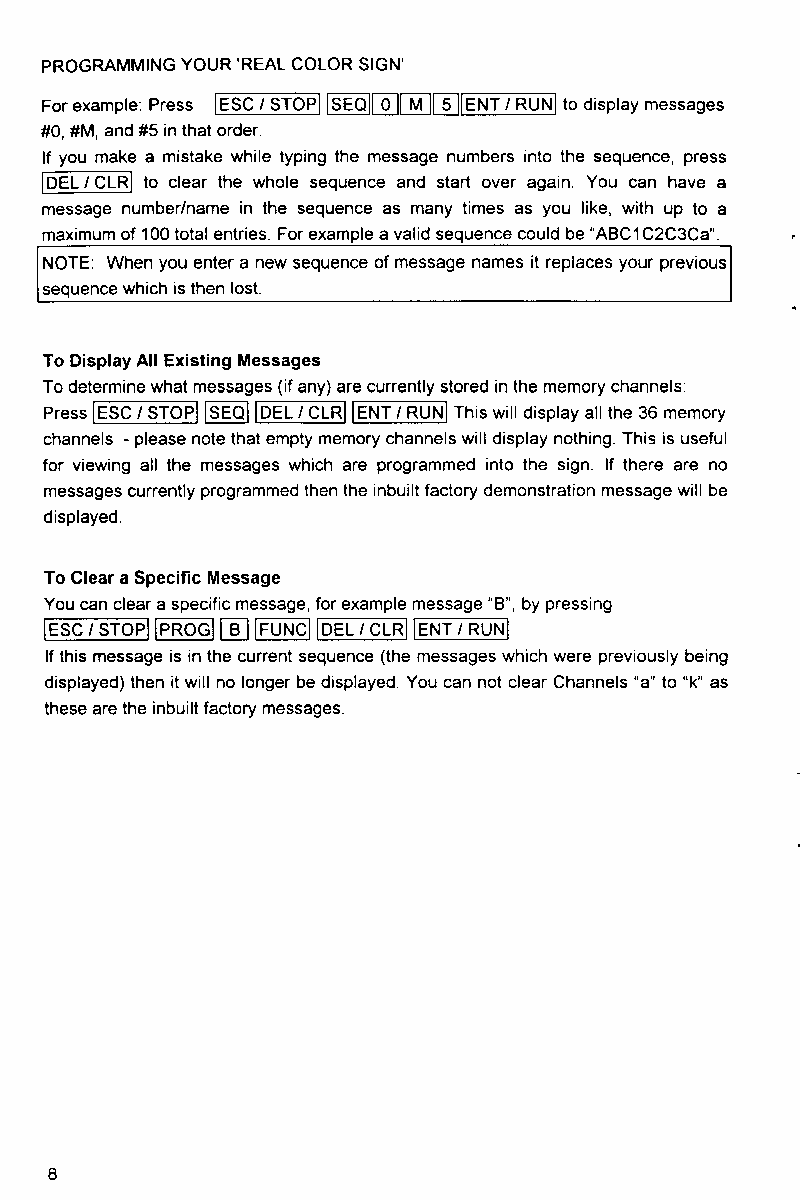 PROGRAMMING YOUR 'REAL COLOR SIGN'
For example: Press ESC / STOP SEQ 0 M 5 ENT / RUN to display messages
#0, #M, and #5 in that order.
If you make a mistake while typing the message numbers into the sequence, press
DEL / CLR to clear the whole sequence and start over again. You can have a
message number/name in the sequence as many times as you like, with up to a
maximum of 100 total entries. For example a valid sequence could be “ABC1C2C3Ca”.
NOTE: When you enter a new sequence of message names it replaces your previous
sequence which is then lost.
To Display All Existing Messages
To determine what messages (if any) are currently stored in the memory channels:
Press ESC / STOP SEQ DEL / CLR ENT / RUN This will display all the 36 memory
channels - please note that empty memory channels will display nothing. This is useful
for viewing all the messages which are programmed into the sign. If there are no
messages currently programmed then the inbuilt factory demonstration message will be
displayed.
To Clear a Specific Message
You can clear a specific message, for example message “B”, by pressing
ESC / STOP PROG B FUNC DEL / CLR ENT / RUN
If this message is in the current sequence (the messages which were previously being
displayed) then it will no longer be displayed. You can not clear Channels “a” to “k” as
these are the inbuilt factory messages.
8